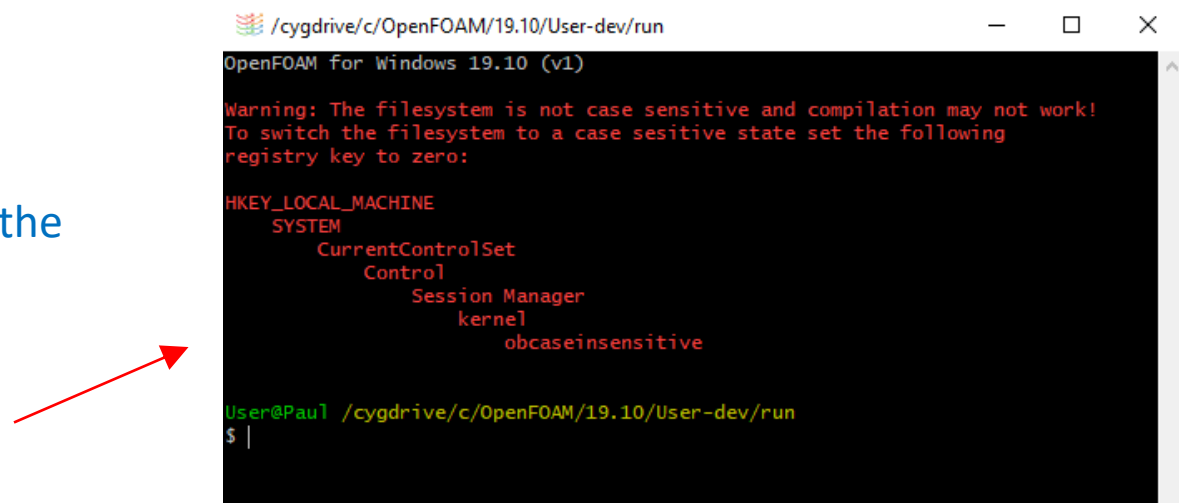 /cygdrive/c/OpenFOAM/19.10/User-dev/run
OpenFOAM for Windows 19.10 (v1)
Warning: The filesystem is not case sensitive and compilation may not work!
To switch the filesystem to a case sesitive state set the following
registry key to zero:
HKEY_LOCAL_MACHINE
SYSTEM
CurrentControlSet
Control
Session Manager
kernel
obcaseinsensitive
the
User@Paul /cygdrive/c/OpenFOAM/19.10/User-dev/run
$